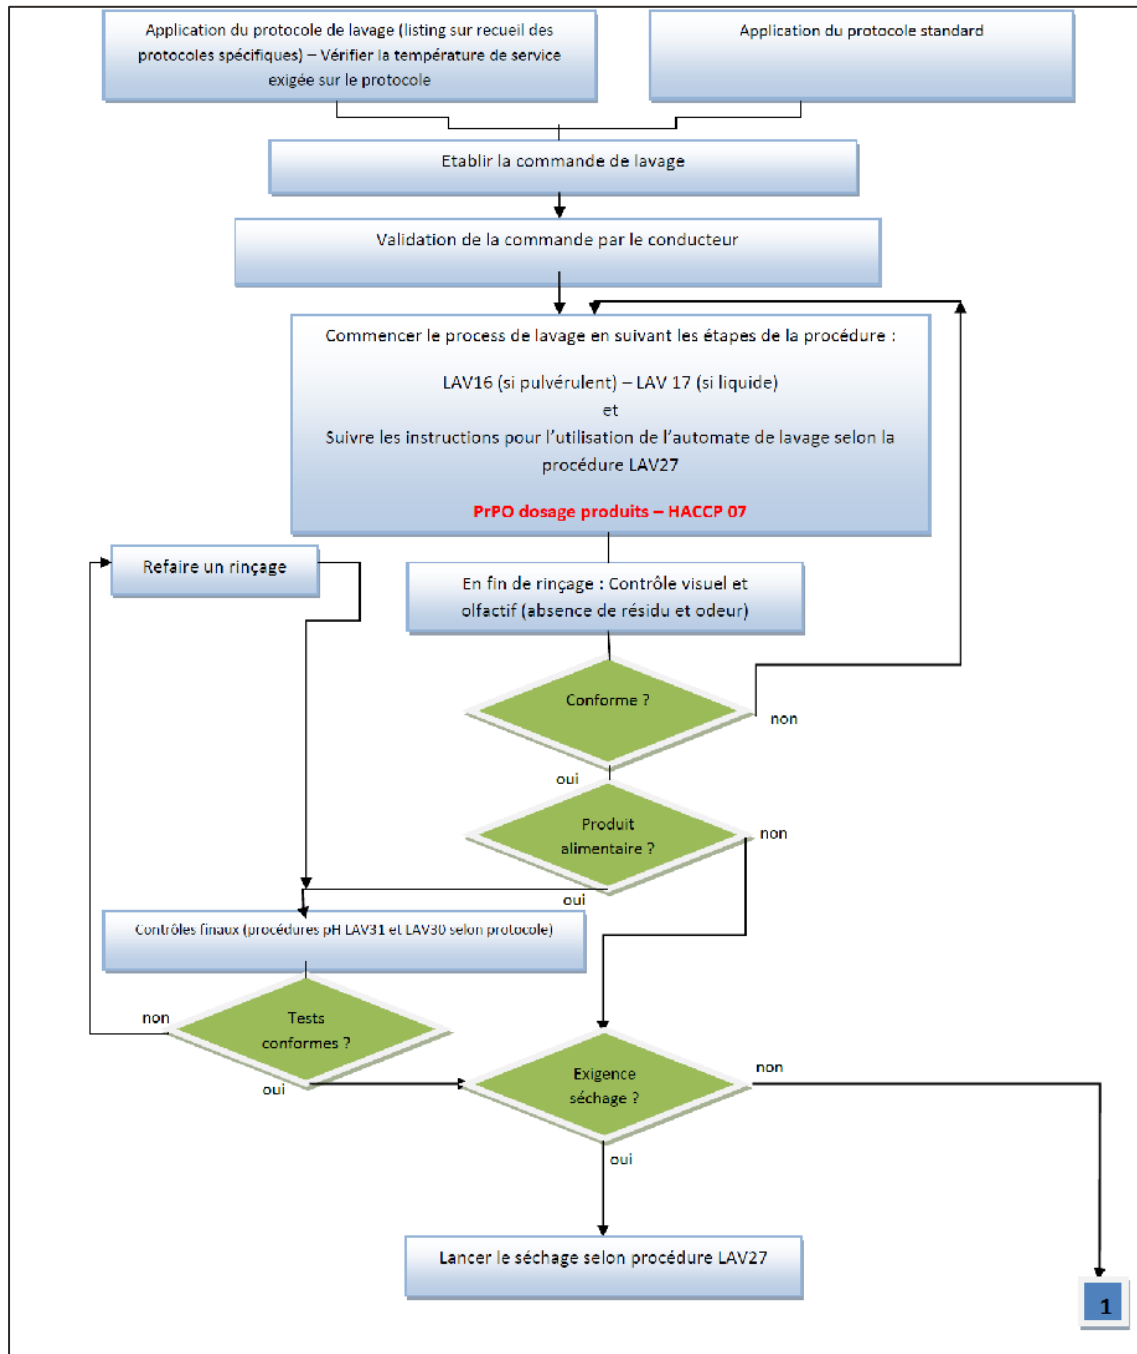 Application du protocole de lavage (listing sur recueil des
protocoles spécifiques) – Vérifier la température de service
exigée sur le protocole
Application du protocole standard
Etablir la commande de lavage
Validation de la commande par le conducteur
Commencer le process de lavage en suivant les étapes de la procédure :
LAV16 (si pulvérulent) – LAV 17 (si liquide)
et
Suivre les instructions pour l'utilisation de l'automate de lavage selon la
procédure LAV27
PrPO dosage produits – HACCP 07
Refaire un rinçage
En fin de rinçage : Contrôle visuel et
olfactif (absence de résidu et odeur)
Conforme ?
non
oui
Produit
alimentaire ?
non
oui
Contrôles finaux (procédures pH LAV31 et LAV30 selon protocole)
Tests
conformes ?
non
oui
Exigence
séchage ?
non
oui
Lancer le séchage selon procédure LAV27
1